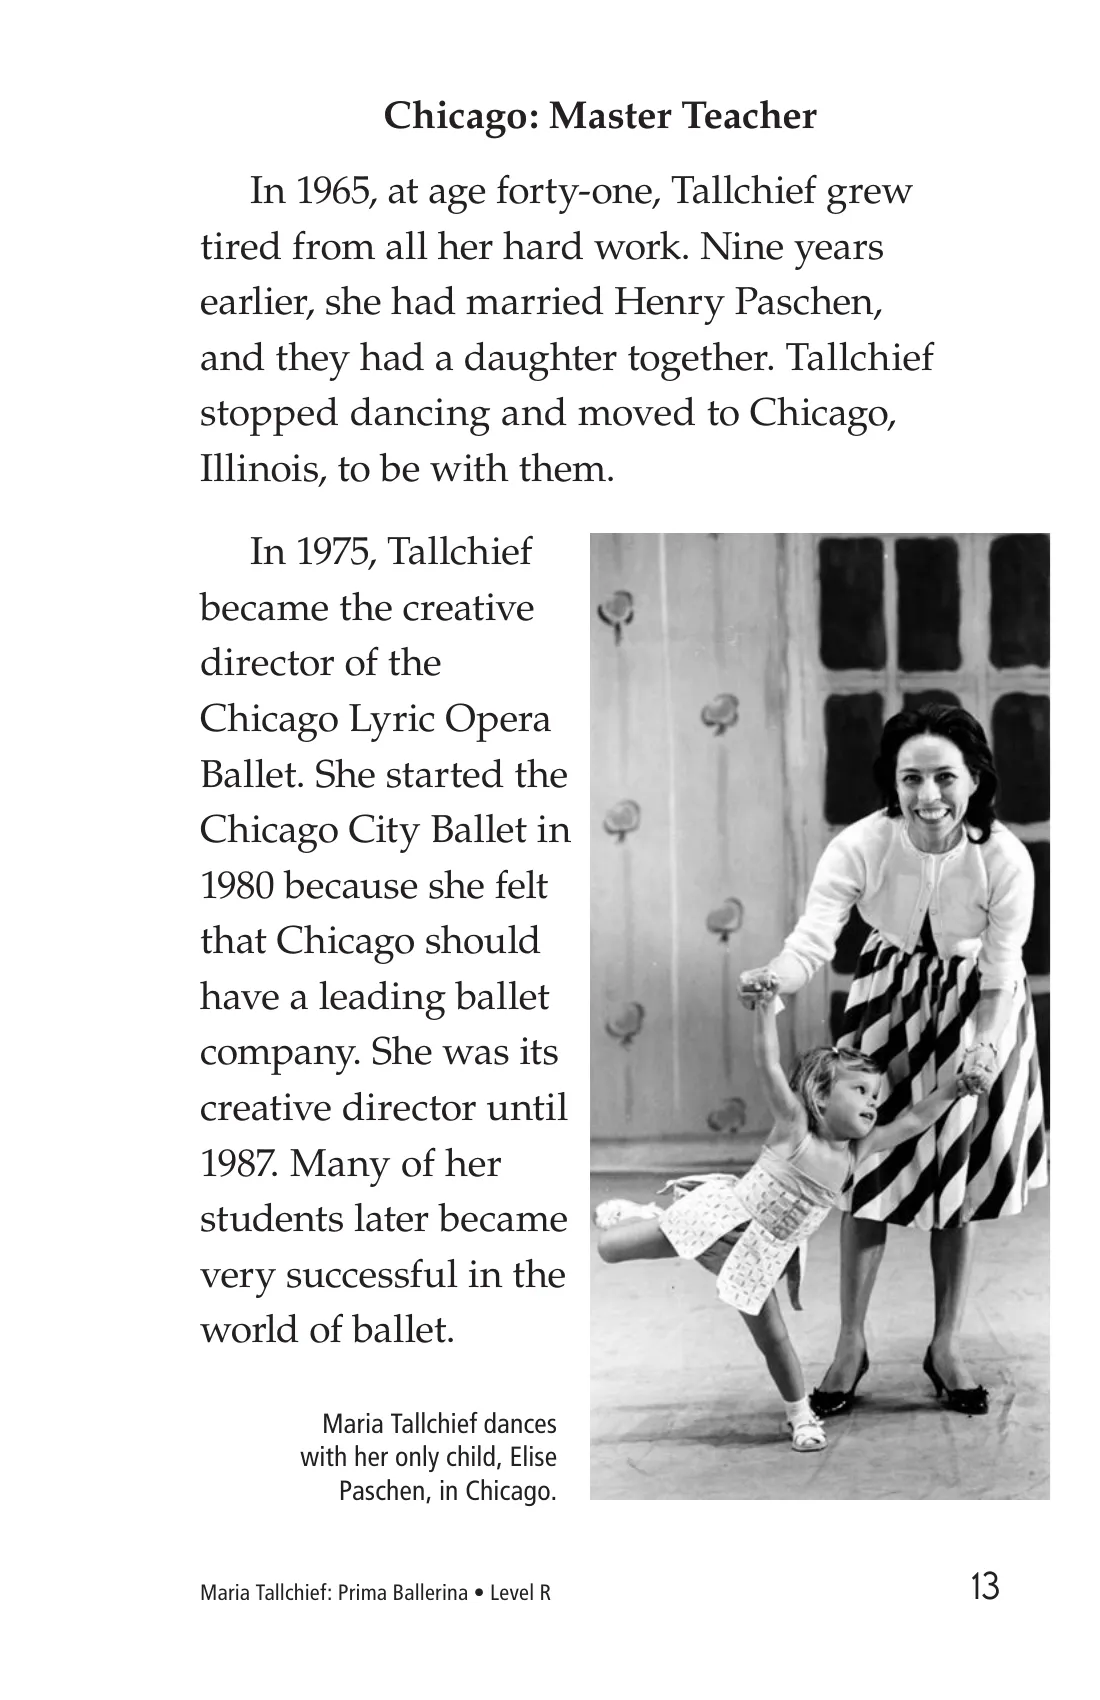 Chicago: Master Teacher
In 1965, at age forty-one, Tallchief grew
tired from all her hard work. Nine years
earlier, she had married Henry Paschen,
and they had a daughter together. Tallchief
stopped dancing and moved to Chicago,
Illinois, to be with them.
In 1975, Tallchief
became the creative
director of the
Chicago Lyric Opera
Ballet. She started the
Chicago City Ballet in
1980 because she felt
that Chicago should
have a leading ballet
company. She was its
creative director until
1987. Many of her
students later became
very successful in the
world of ballet.
Maria Tallchief dances
with her only child, Elise
Paschen, in Chicago.
Maria Tallchief: Prima Ballerina • Level R
13